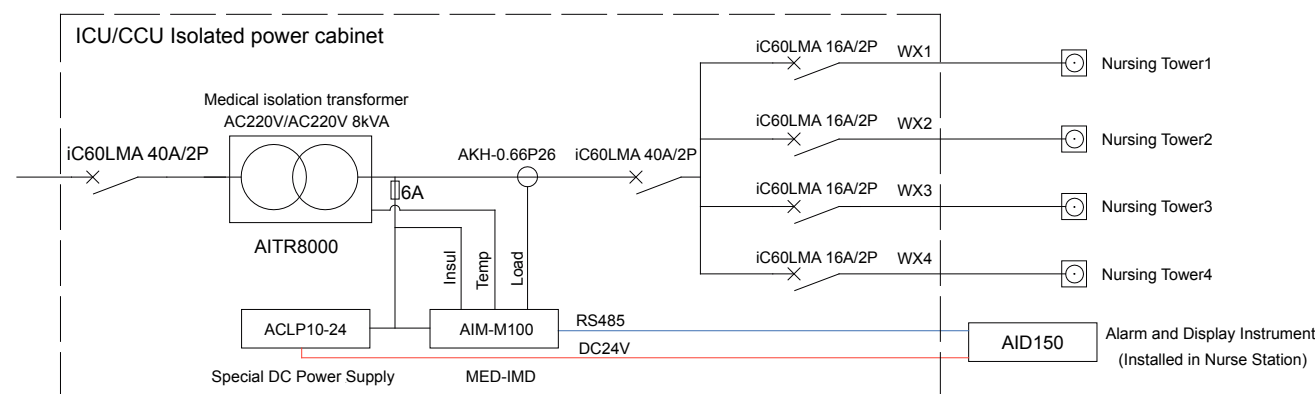 ICU/CCU Isolated power cabinet
Medical isolation transformer
AC220V/AC220V 8kVA
iC60LMA 40A/2P
AITR8000
6A
AKH-0.66P26
iC60LMA 40A/2P
iC60LMA 16A/2P
WX1
Nursing Tower1
iC60LMA 16A/2P
WX2
Nursing Tower2
iC60LMA 16A/2P
WX3
Nursing Tower3
iC60LMA 16A/2P
WX4
Nursing Tower4
Insul
Temp
Load
ACLP10-24
AIM-M100
RS485
DC24V
AID150
Alarm and Display Instrument
(Installed in Nurse Station)
Special DC Power Supply
MED-IMD